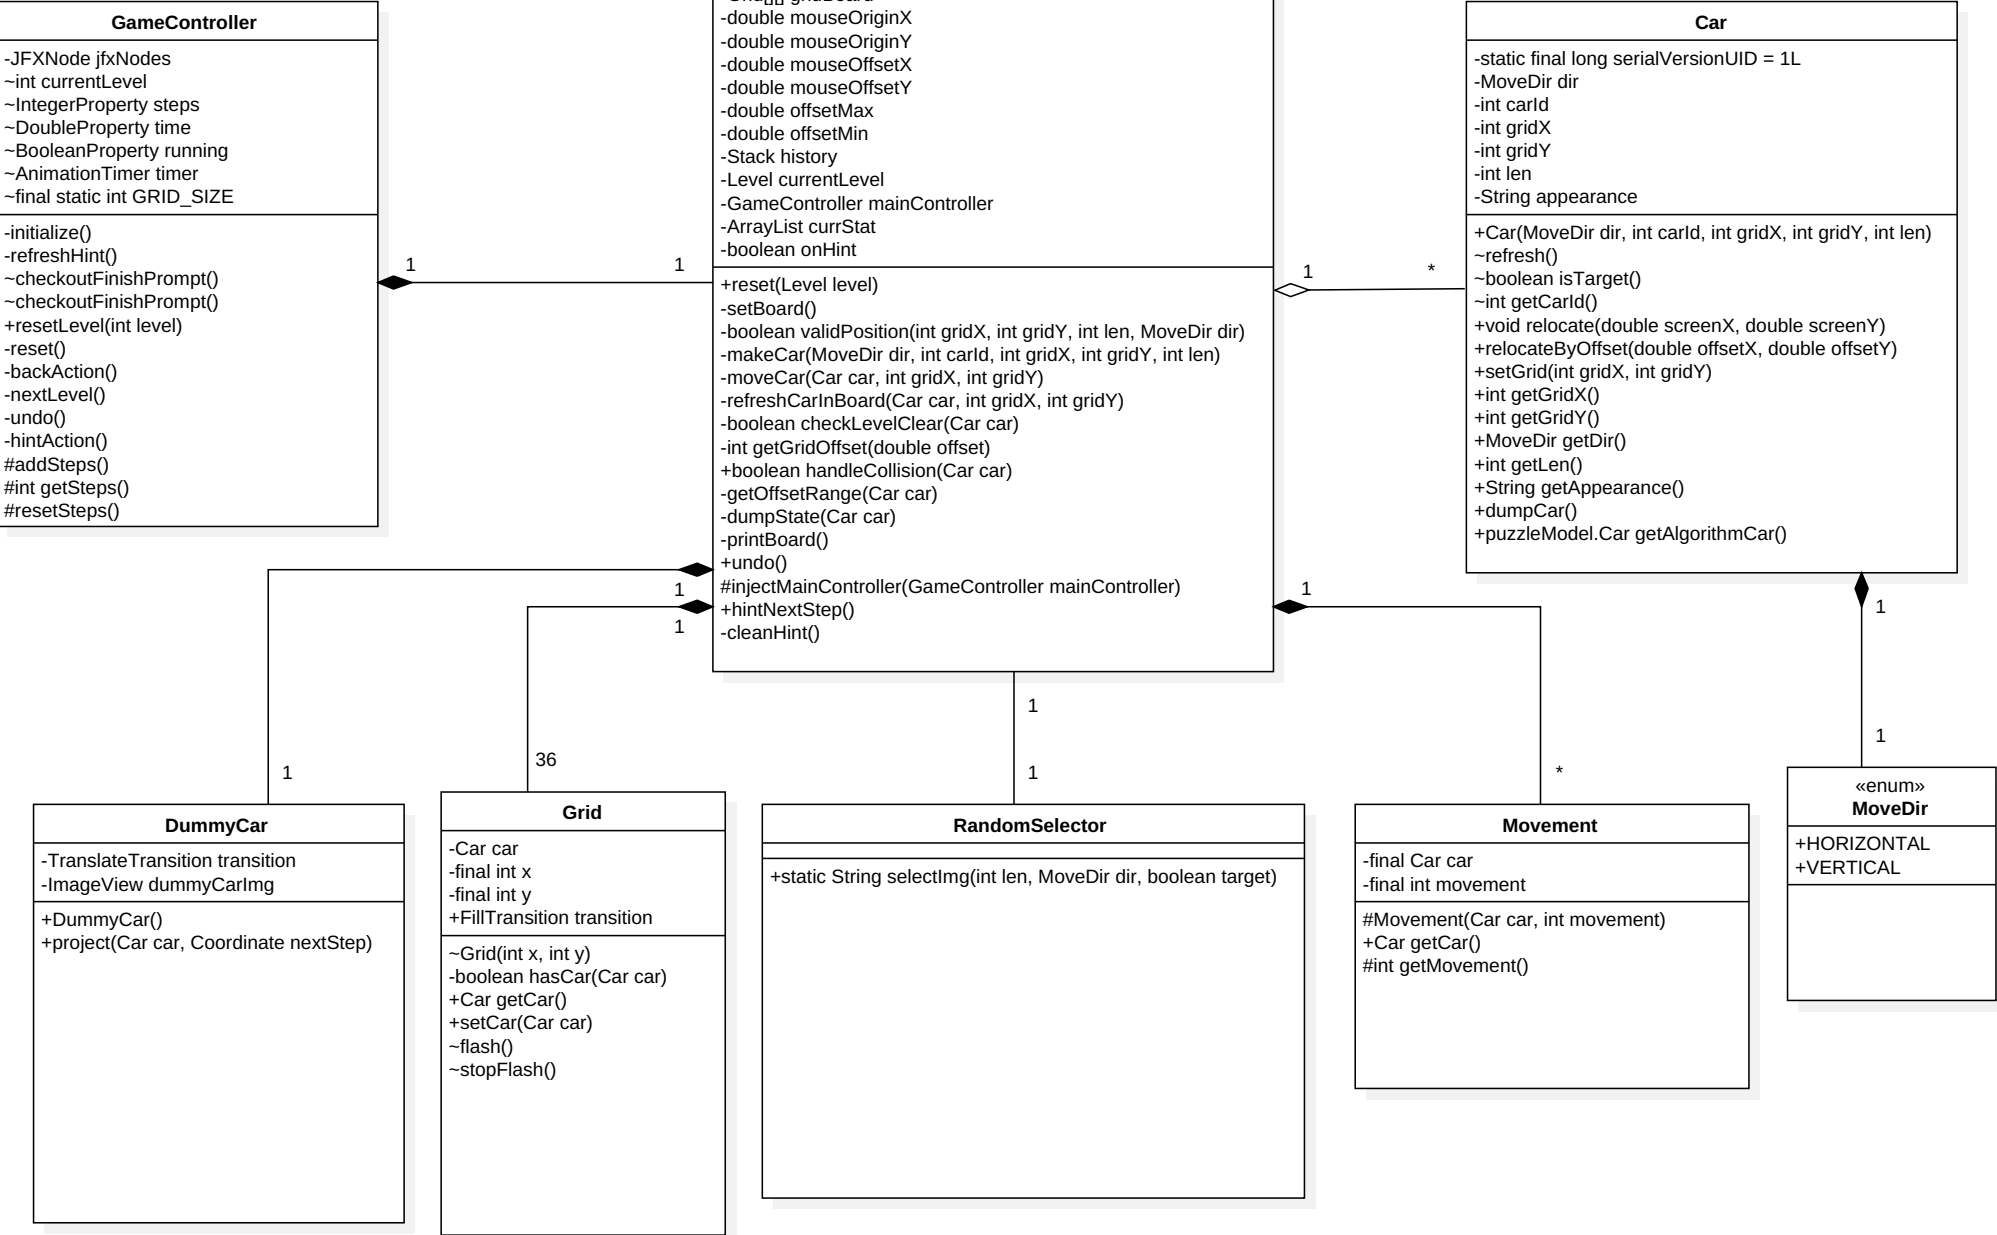 GameController
-JFXNode jfxNodes
~int currentLevel
~IntegerProperty steps
~DoubleProperty time
~BooleanProperty running
~AnimationTimer timer
~final static int GRID_SIZE
-initialize()
-refreshHint()
~checkoutFinishPrompt()
~checkoutFinishPrompt()
+resetLevel(int level)
-reset()
-backAction()
-nextLevel()
-undo()
-hintAction()
#addSteps()
#int getSteps()
#resetSteps()
1
1
-double mouseOriginX
-double mouseOriginY
-double mouseOffsetX
-double mouseOffsetY
-double offsetMax
-double offsetMin
-Stack history
-Level currentLevel
-GameController mainController
-ArrayList currStat
-boolean onHint
+reset(Level level)
-setBoard()
-boolean validPosition(int gridX, int gridY, int len, MoveDir dir)
-makeCar(MoveDir dir, int carId, int gridX, int gridY, int len)
-moveCar(Car car, int gridX, int gridY)
-refreshCarInBoard(Car car, int gridX, int gridY)
-boolean checkLevelClear(Car car)
-int getGridOffset(double offset)
+boolean handleCollision(Car car)
-getOffsetRange(Car car)
-dumpState(Car car)
-printBoard()
+undo()
#injectMainController(GameController mainController)
+hintNextStep()
-cleanHint()
1
*
Car
-static final long serialVersionUID = 1L
-MoveDir dir
-int carId
-int gridX
-int gridY
-int len
-String appearance
+Car(MoveDir dir, int carId, int gridX, int gridY, int len)
~refresh()
~boolean isTarget()
~int getCarId()
+void relocate(double screenX, double screenY)
+relocateByOffset(double offsetX, double offsetY)
+setGrid(int gridX, int gridY)
+int getGridX()
+int getGridY()
+MoveDir getDir()
+int getLen()
+String getAppearance()
+dumpCar()
+puzzleModel.Car getAlgorithmCar()
1
1
1
1
1
1
36
1
1
*
1
DummyCar
-TranslateTransition transition
-ImageView dummyCarImg
+DummyCar()
+project(Car car, Coordinate nextStep)
Grid
-Car car
-final int x
-final int y
+FillTransition transition
~Grid(int x, int y)
-boolean hasCar(Car car)
+Car getCar()
+setCar(Car car)
~flash()
~stopFlash()
RandomSelector
+static String selectImg(int len, MoveDir dir, boolean target)
Movement
-final Car car
-final int movement
#Movement(Car car, int movement)
+Car getCar()
#int getMovement()
«enum»
MoveDir
+HORIZONTAL
+VERTICAL